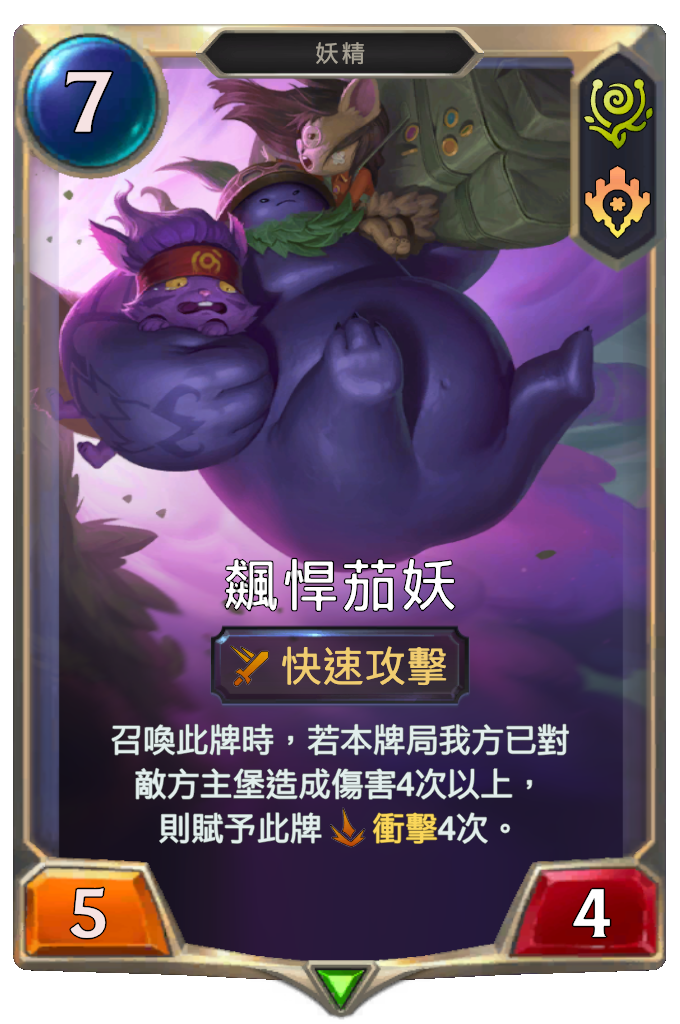 妖精
7
飆悍茄妖
快速攻擊
召喚此牌時，若本牌局我方已對
敵方主堡造成傷害4次以上，
則賦予此牌衝擊4次。
5
4